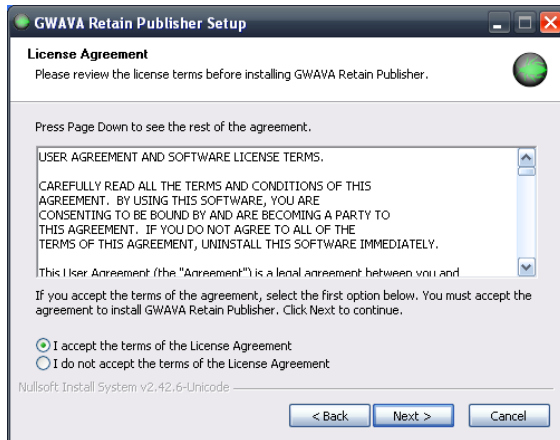 GWAVA Retain Publisher Setup
License Agreement
Please review the license terms before installing GWAVA Retain Publisher.
Press Page Down to see the rest of the agreement.
USER AGREEMENT AND SOFTWARE LICENSE TERMS.
CAREFULLY READ ALL THE TERMS AND CONDITIONS OF THIS
AGREEMENT.  BY USING THIS SOFTWARE, YOU ARE
CONSENTING TO BE BOUND BY AND ARE BECOMING A PARTY TO
THIS AGREEMENT.  IF YOU DO NOT AGREE TO ALL OF THE
TERMS OF THIS AGREEMENT, UNINSTALL THIS SOFTWARE IMMEDIATELY.
This User Agreement (the "Agreement") is a legal agreement between you and
If you accept the terms of the agreement, select the first option below. You must accept the
agreement to install GWAVA Retain Publisher. Click Next to continue.
I accept the terms of the License Agreement
I do not accept the terms of the License Agreement
Nullsoft Install System v2.42.6-Unicode
< Back Next > Cancel